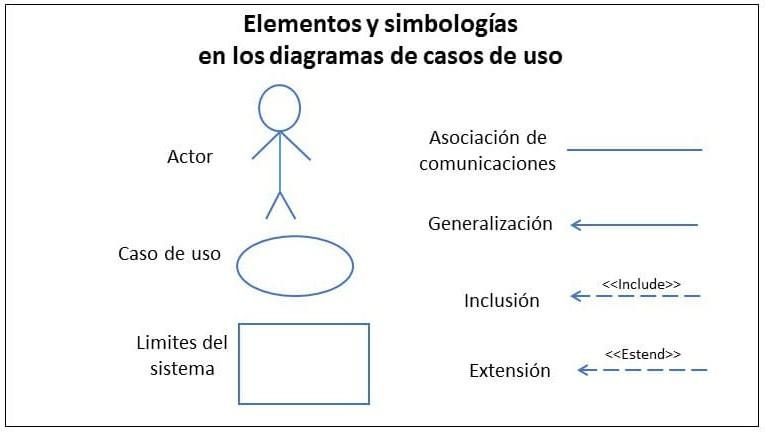 Elementos y simbologías
en los diagramas de casos de uso
Actor
Caso de uso
Limites del
sistema
Asociación de
comunicaciones
Generalización
<<Include>>
Inclusión
<<Estend>>
Extensión